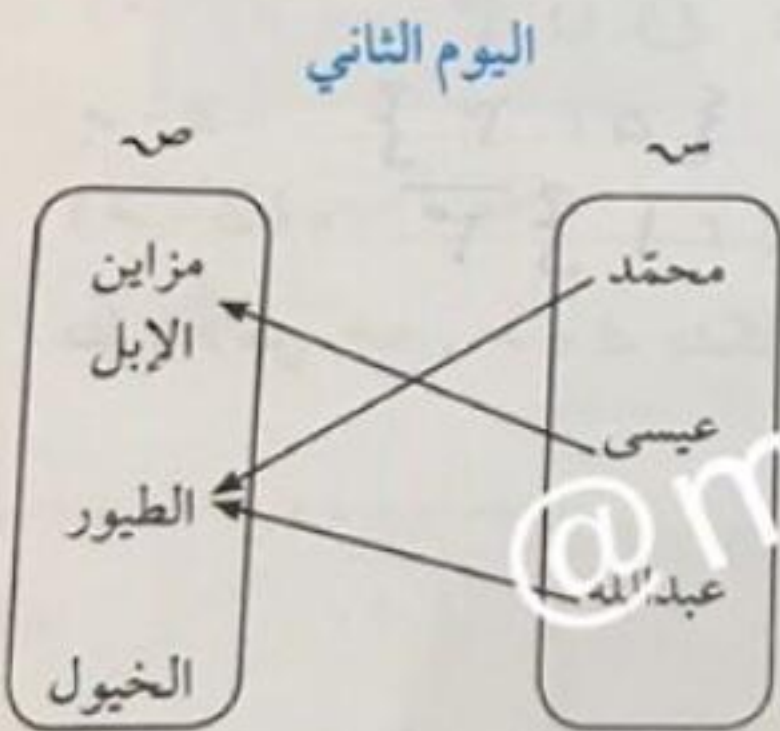 اليوم الثاني
س ص
محمّد
عيسى
عبدالله
مزاين
الإبل
الطيور
الخيول
@m